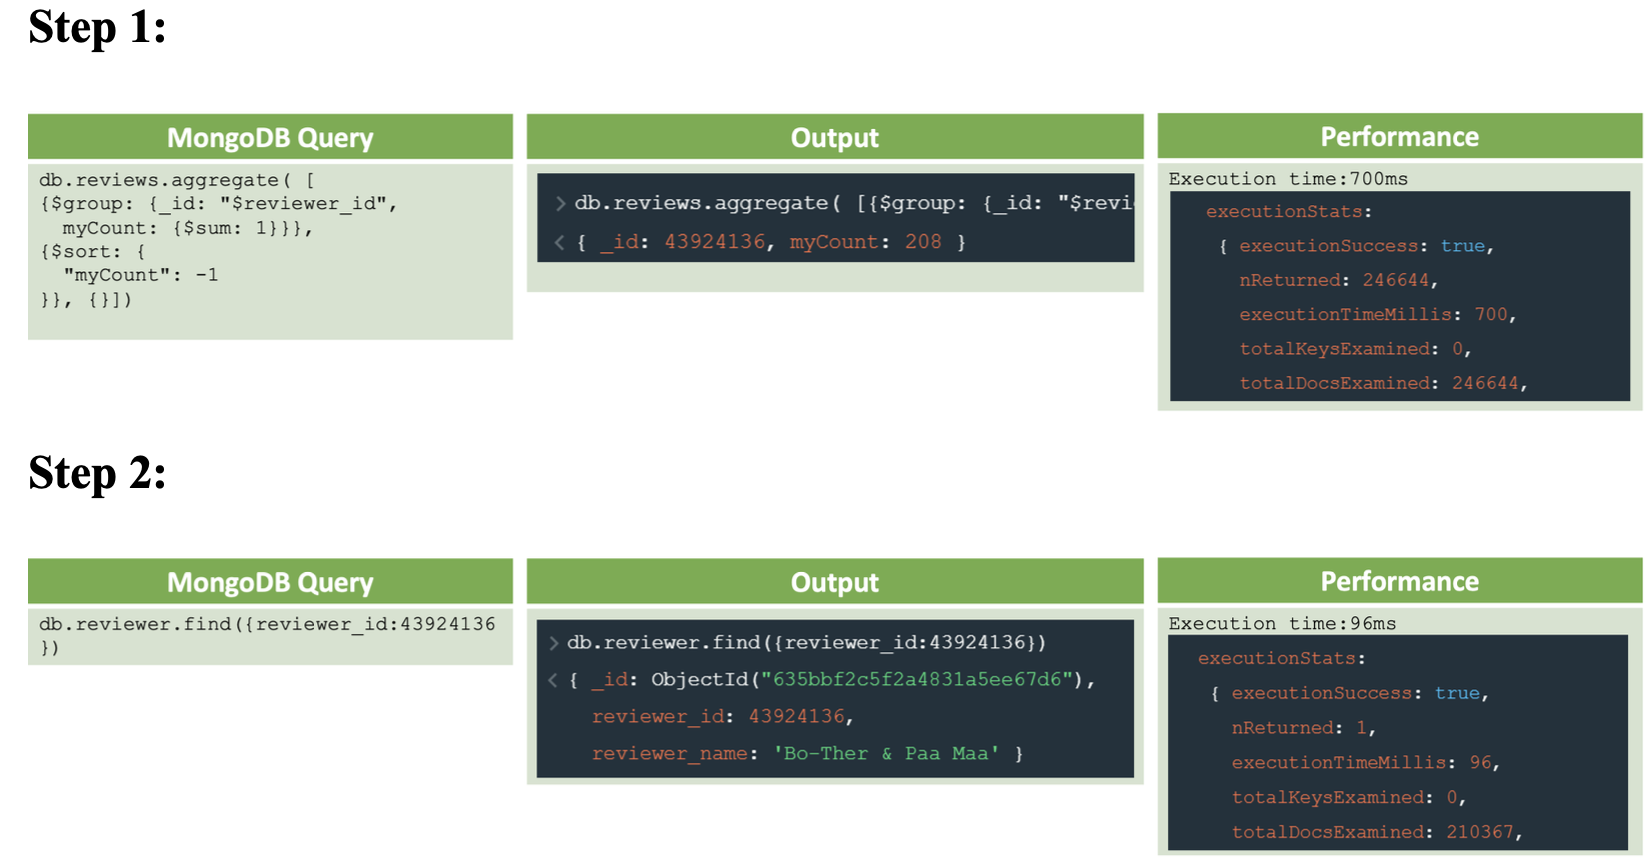 Step 1:
MongoDB Query
db.reviews.aggregate( [
{$group: {_id: "$reviewer_id",
myCount: {$sum: 1}}},
{$sort: {
"myCount": -1
}}, {}])
Output
> db.reviews.aggregate( [{$group: {_id: "$revi
< { _id: 43924136, myCount: 208 }
Performance
Execution time:700ms
executionStats:
{ executionSuccess: true,
nReturned: 246644,
executionTimeMillis: 700,
totalKeysExamined: 0,
totalDocsExamined: 246644,
Step 2:
MongoDB Query
db.reviewer.find({reviewer_id:43924136
})
Output
> db.reviewer.find({reviewer_id:43924136})
< { _id: ObjectId("635bbf2c5f2a4831a5ee67d6"),
reviewer_id: 43924136,
reviewer_name: 'Bo-Ther & Paa Maa' }
Performance
Execution time:96ms
executionStats:
{ executionSuccess: true,
nReturned: 1,
executionTimeMillis: 96,
totalKeysExamined: 0,
totalDocsExamined: 210367,